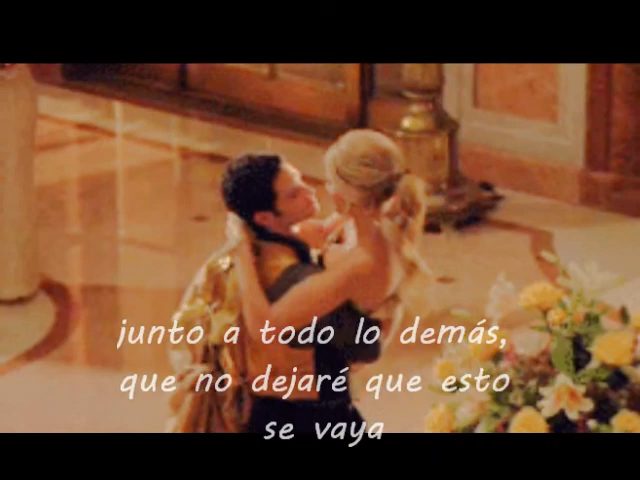 junto a todo lo demás,
que no dejaré que esto
se vaya